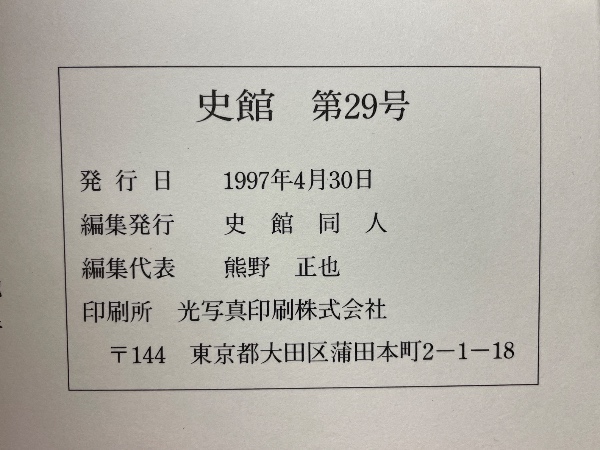 史館 第29号
発行日 1997年4月30日
編集発行 史館同人
編集代表 熊野 正也
印刷所 光写真印刷株式会社
〒144 東京都大田区蒲田本町2-1-18